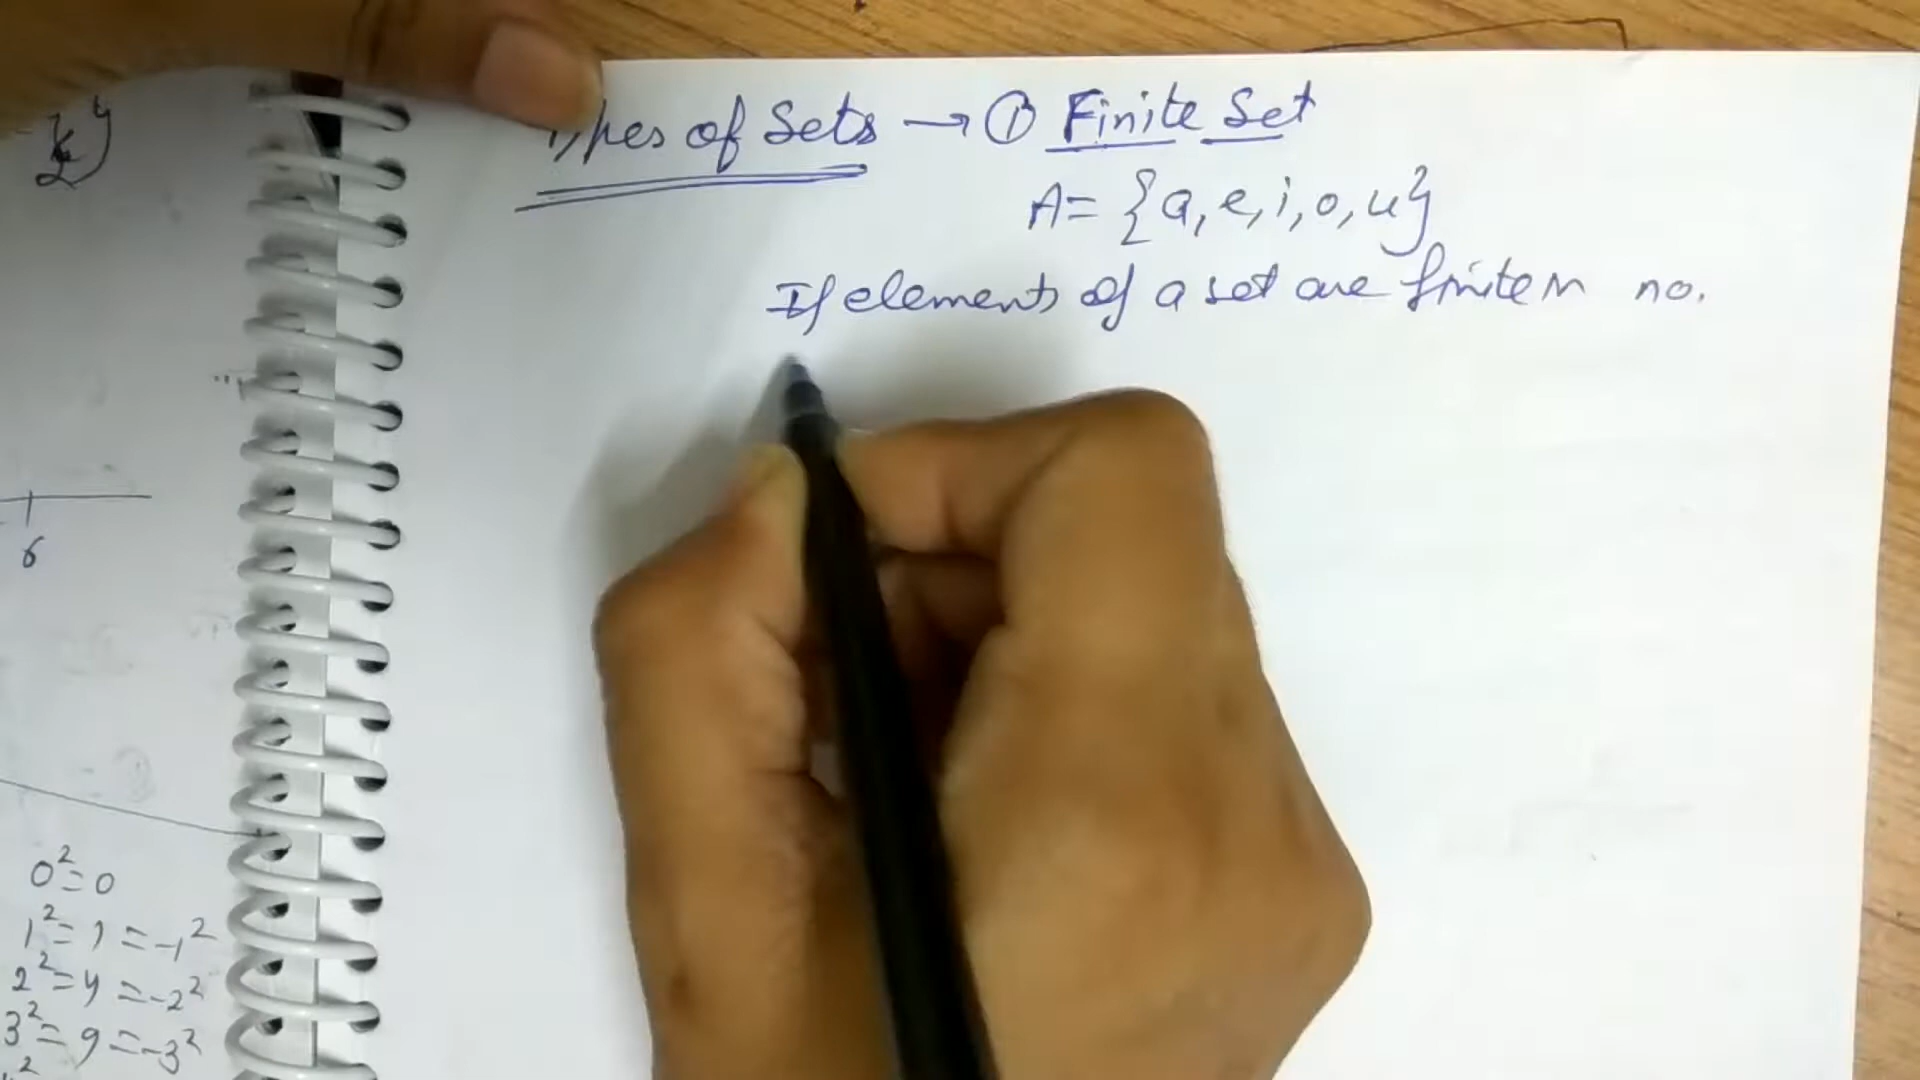 Types of Sets → ① Finite Set
A = {a, e, i, o, u}
If elements of a set are finite in no.
6
0² = 0
1² = 1 = -1²
2² = 4 = -2²
3² = 9 = -3²